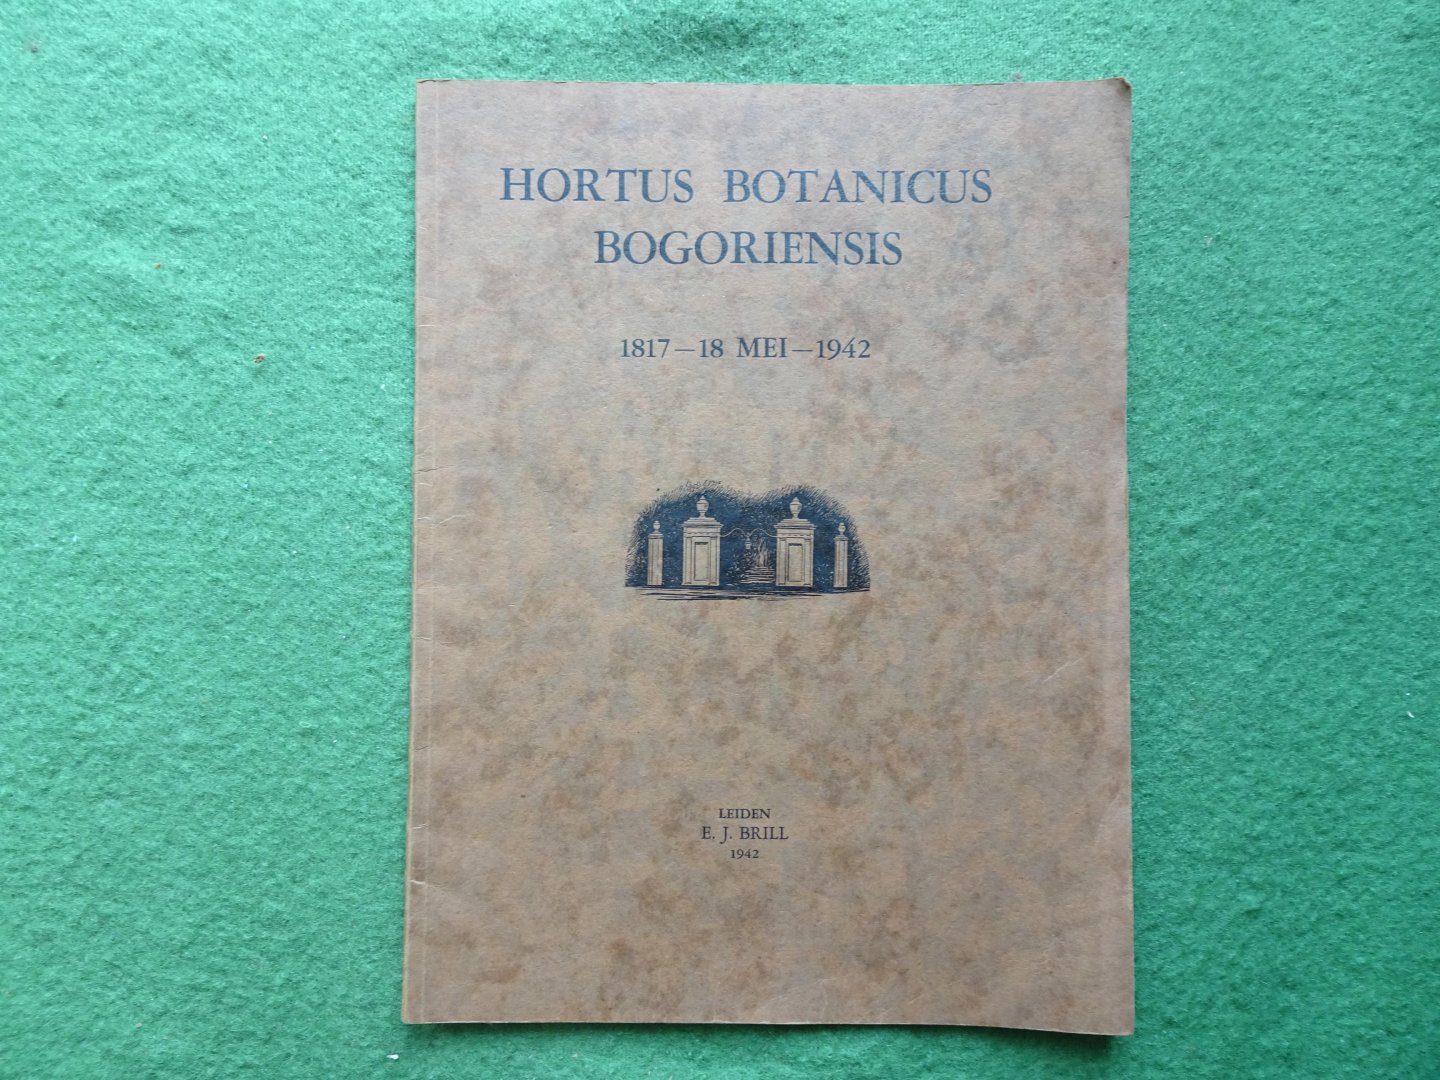 HORTUS BOTANICUS
BOGORIENSIS
1817—18 MEI—1942
LEIDEN
E. J. BRILL
1942